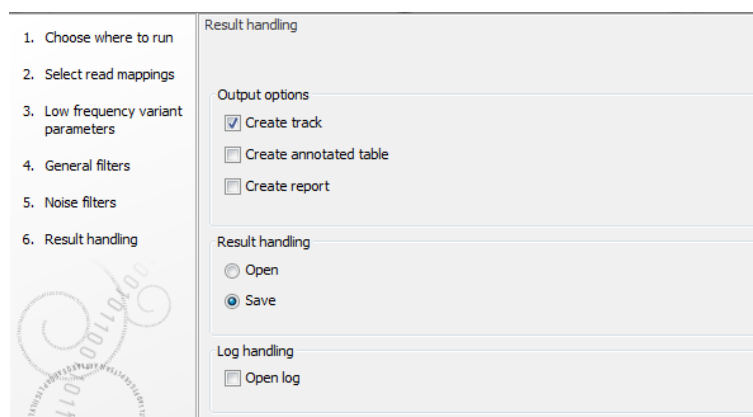 1. Choose where to run
2. Select read mappings
3. Low frequency variant
parameters
4. General filters
5. Noise filters
6. Result handling
Result handling
Output options
Create track
Create annotated table
Create report
Result handling
Open
Save
Log handling
Open log